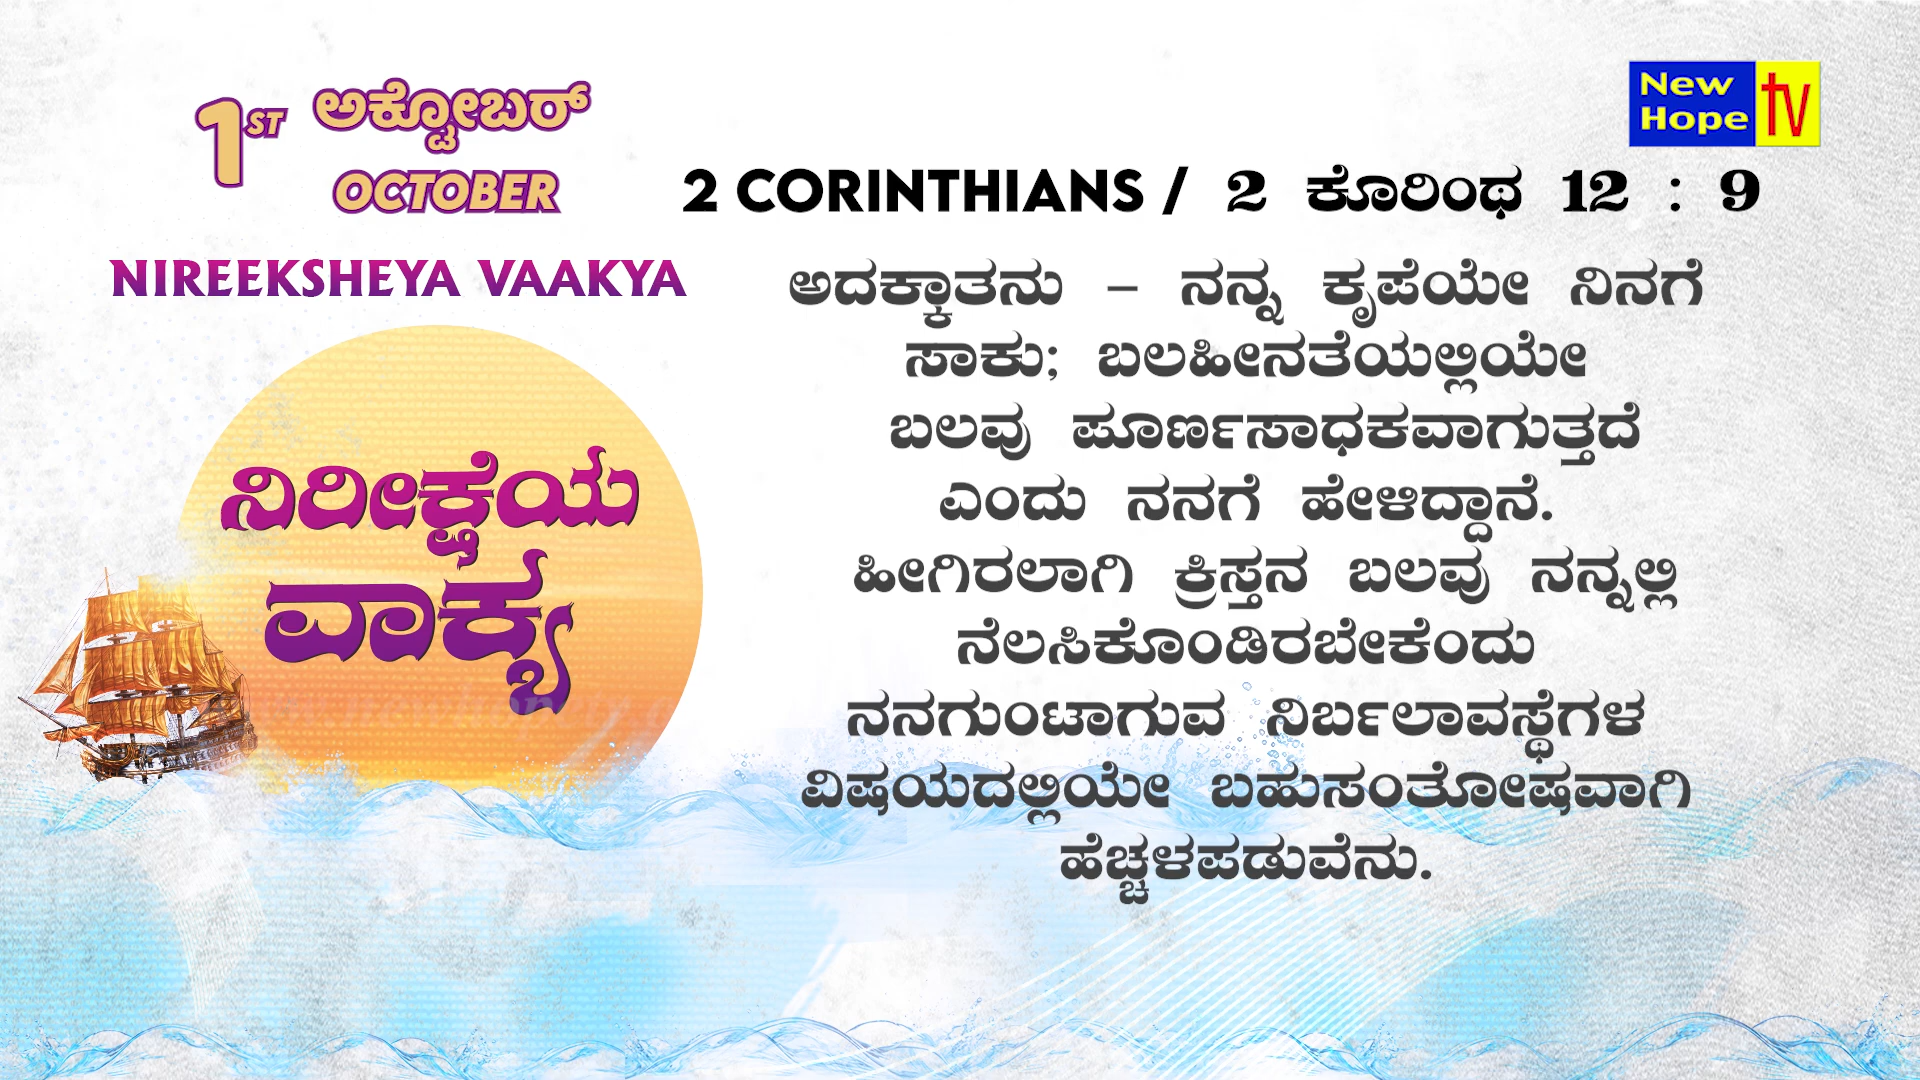 1ST ಅಕ್ಟೋಬರ್
OCTOBER
New
Hope tv
2 CORINTHIANS / 2 ಕೊರಿಂಥ 12 : 9
NIREEKSHEYA VAAKYA
ನಿರೀಕ್ಷೆಯ
ವಾಕ್ಯ
ಅದಕ್ಕಾತನು – ನನ್ನ ಕೃಪೆಯೇ ನಿನಗೆ
ಸಾಕು; ಬಲಹೀನತೆಯಲ್ಲಿಯೇ
ಬಲವು ಪೂರ್ಣಸಾಧಕವಾಗುತ್ತದೆ
ಎಂದು ನನಗೆ ಹೇಳಿದ್ದಾನೆ.
ಹೀಗಿರಲಾಗಿ ಕ್ರಿಸ್ತನ ಬಲವು ನನ್ನಲ್ಲಿ
ನೆಲಸಿಕೊಂಡಿರಬೇಕೆಂದು
ನನಗುಂಟಾಗುವ ನಿರ್ಬಲಾವಸ್ಥೆಗಳ
ವಿಷಯದಲ್ಲಿಯೇ ಬಹುಸಂತೋಷವಾಗಿ
ಹೆಚ್ಚಳಪಡುವೆನು.